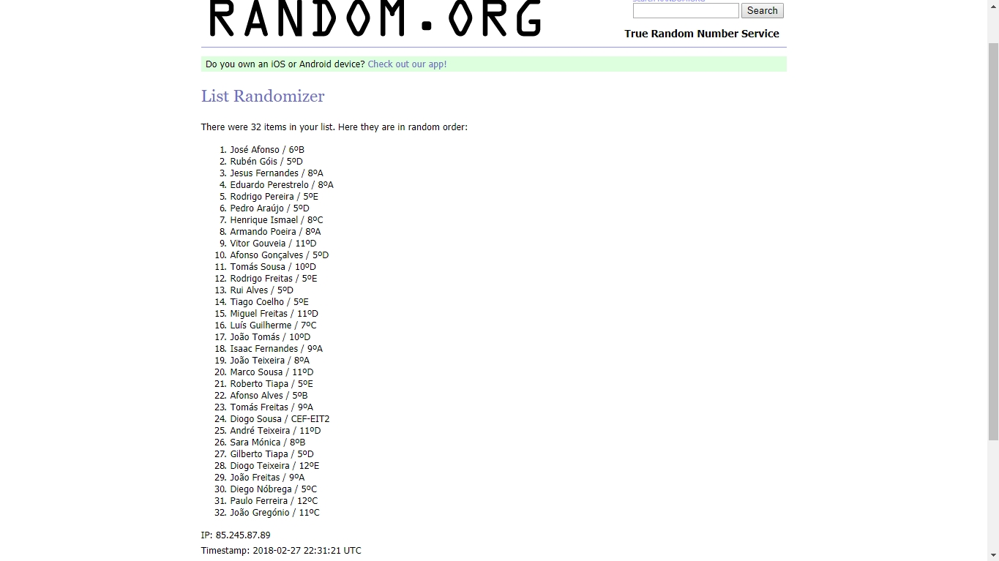 RANDOM.ORG
Search RANDOM.ORG
Search
True Random Number Service
Do you own an iOS or Android device? Check out our app!
List Randomizer
There were 32 items in your list. Here they are in random order:
1. José Afonso / 6ºB
2. Rubén Góis / 5ºD
3. Jesus Fernandes / 8ºA
4. Eduardo Perestrelo / 8ºA
5. Rodrigo Pereira / 5ºE
6. Pedro Araújo / 5ºD
7. Henrique Ismael / 8ºC
8. Armando Poeira / 8ºA
9. Vitor Gouveia / 11ºD
10. Afonso Gonçalves / 5ºD
11. Tomás Sousa / 10ºD
12. Rodrigo Freitas / 5ºE
13. Rui Alves / 5ºD
14. Tiago Coelho / 5ºE
15. Miguel Freitas / 11ºD
16. Luís Guilherme / 7ºC
17. João Tomás / 10ºD
18. Isaac Fernandes / 9ºA
19. João Teixeira / 8ºA
20. Marco Sousa / 11ºD
21. Roberto Tiapa / 5ºE
22. Afonso Alves / 5ºB
23. Tomás Freitas / 9ºA
24. Diogo Sousa / CEF-EIT2
25. André Teixeira / 11ºD
26. Sara Mónica / 8ºB
27. Gilberto Tiapa / 5ºD
28. Diogo Teixeira / 12ºE
29. João Freitas / 9ºA
30. Diego Nóbrega / 5ºC
31. Paulo Ferreira / 12ºC
32. João Gregónio / 11ºC
IP: 85.245.87.89
Timestamp: 2018-02-27 22:31:21 UTC